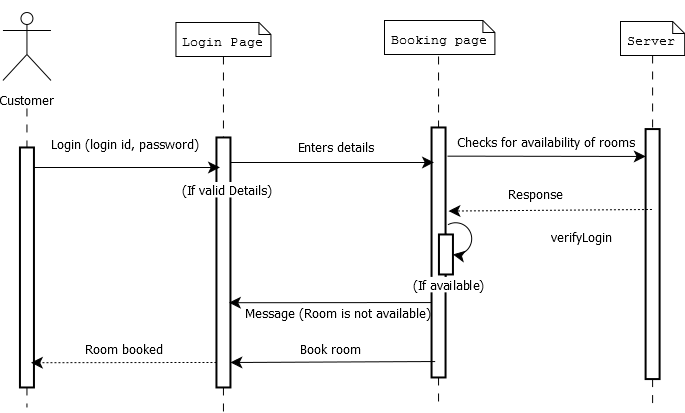 Login Page
Booking page
Server
Customer
Login (login id, password)
Enters details
Checks for availability of rooms
(If valid Details)
Response
verifyLogin
(If available)
Message (Room is not available)
Room booked
Book room